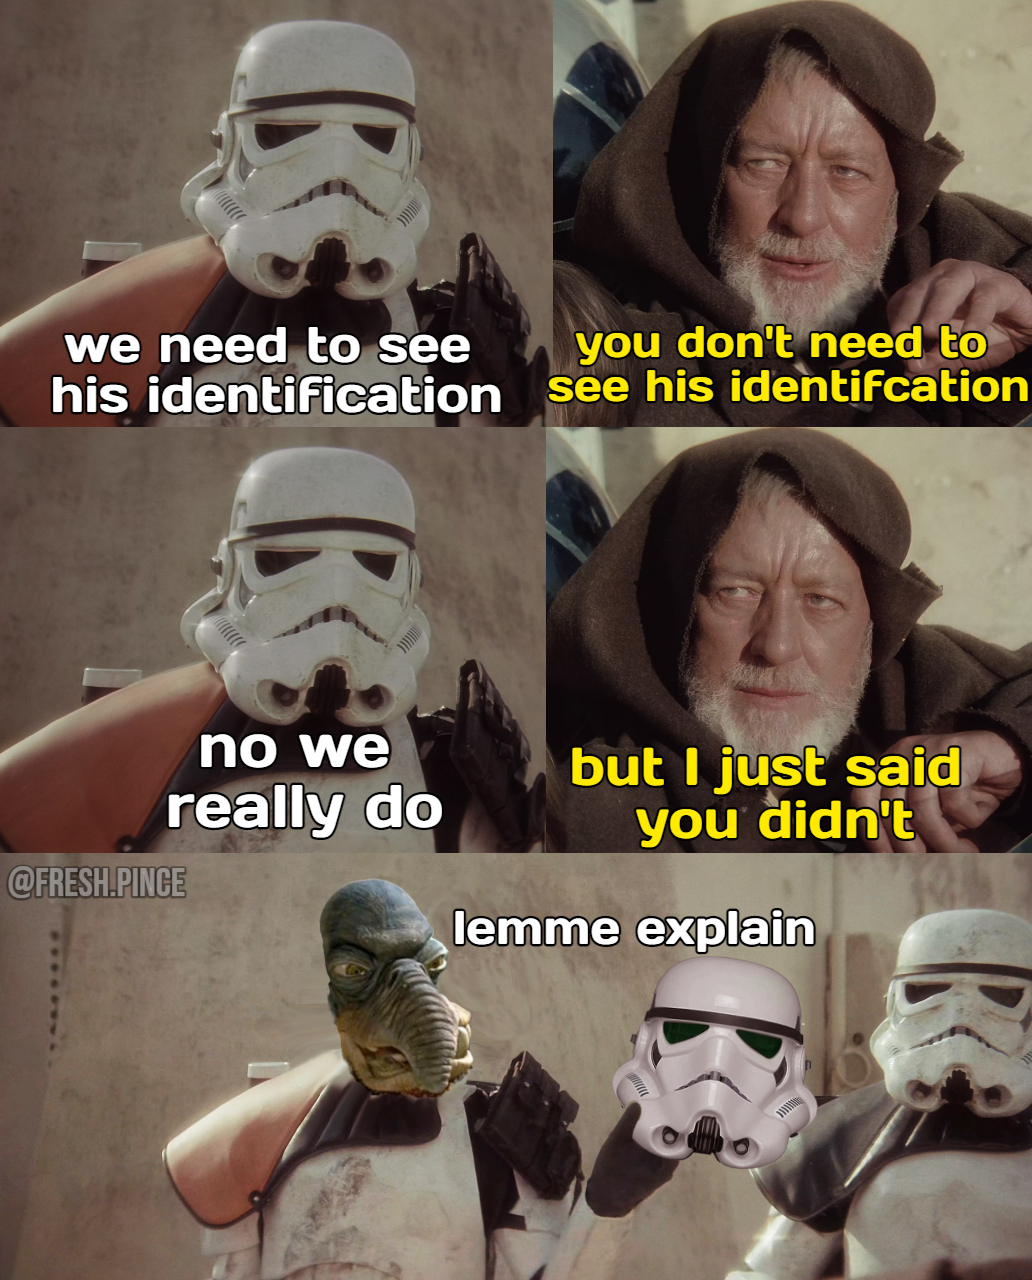 we need to see
his identification
you don't need to
see his identifcation
no we
really do
but I just said
you didn't
@FRESH.PINCE
lemme explain